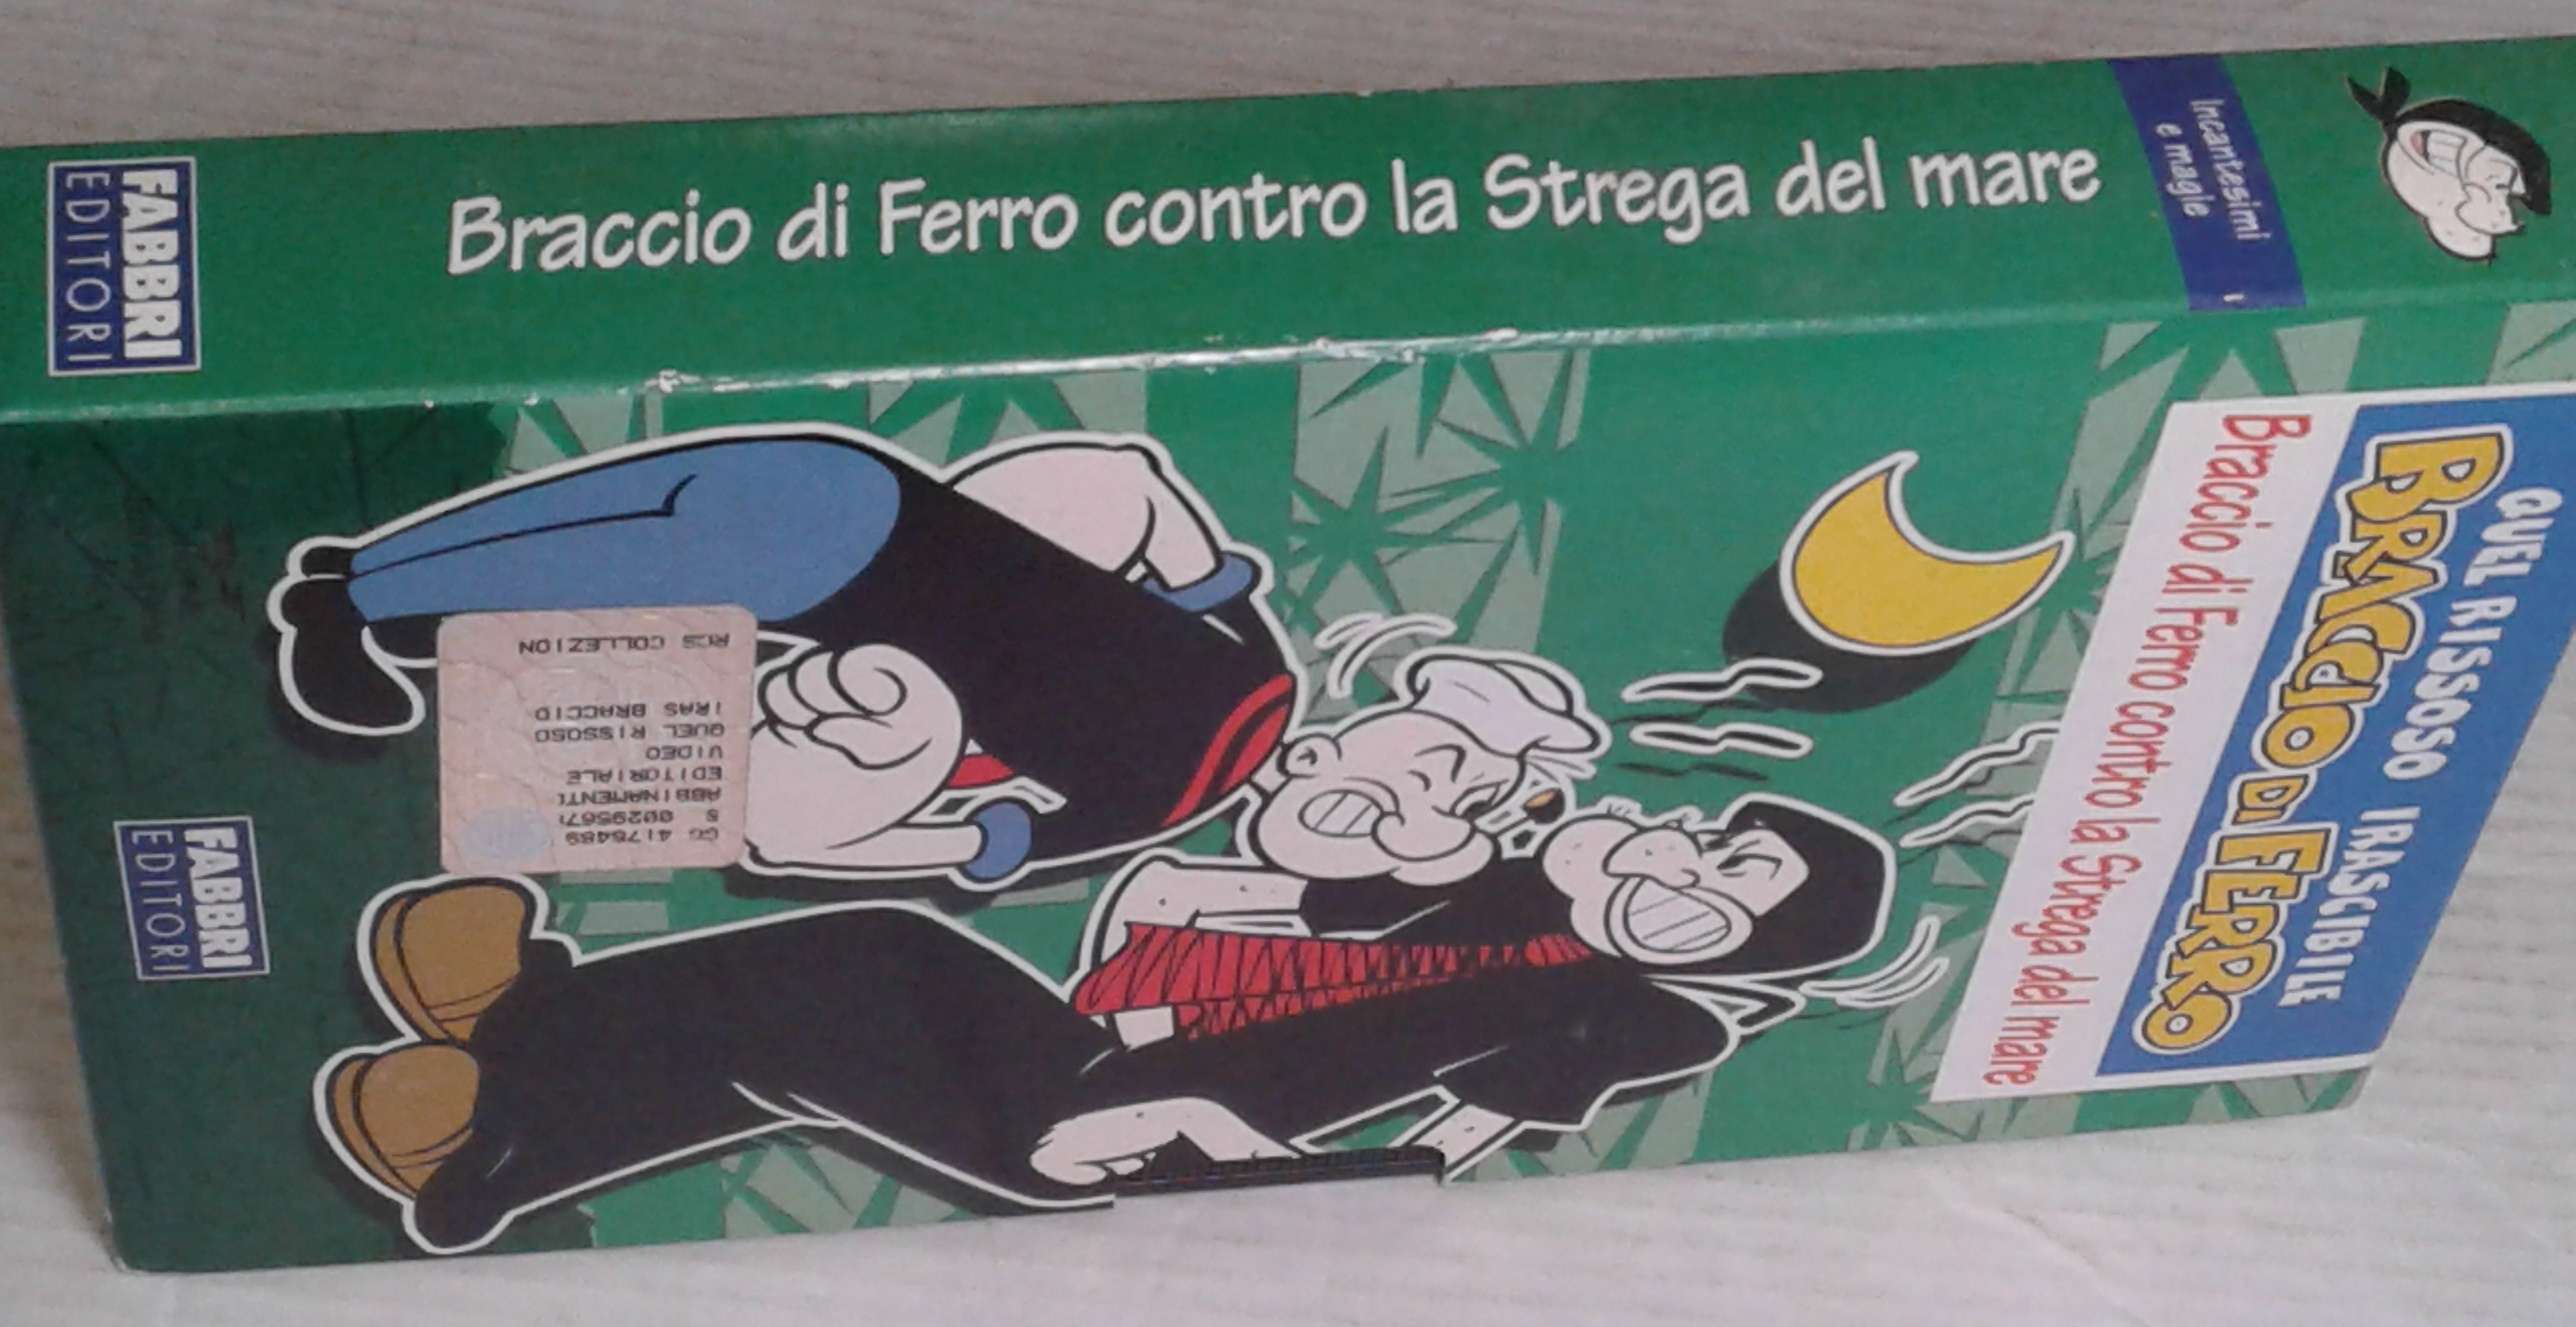 FABBRI
EDITORI
Braccio di Ferro contro la Strega del mare
Incantesimi
e magie
QUEL RISSOSO IRASCIBILE
BRACCIO DI FERRO
Braccio di Ferro contro la Strega del mare
RCS COLLEZION
IRAS BRACCIO
QUEL RISSOSO
VIDEO
EDITORIALE
ABBINAMENTI
FABBRI
EDITORI